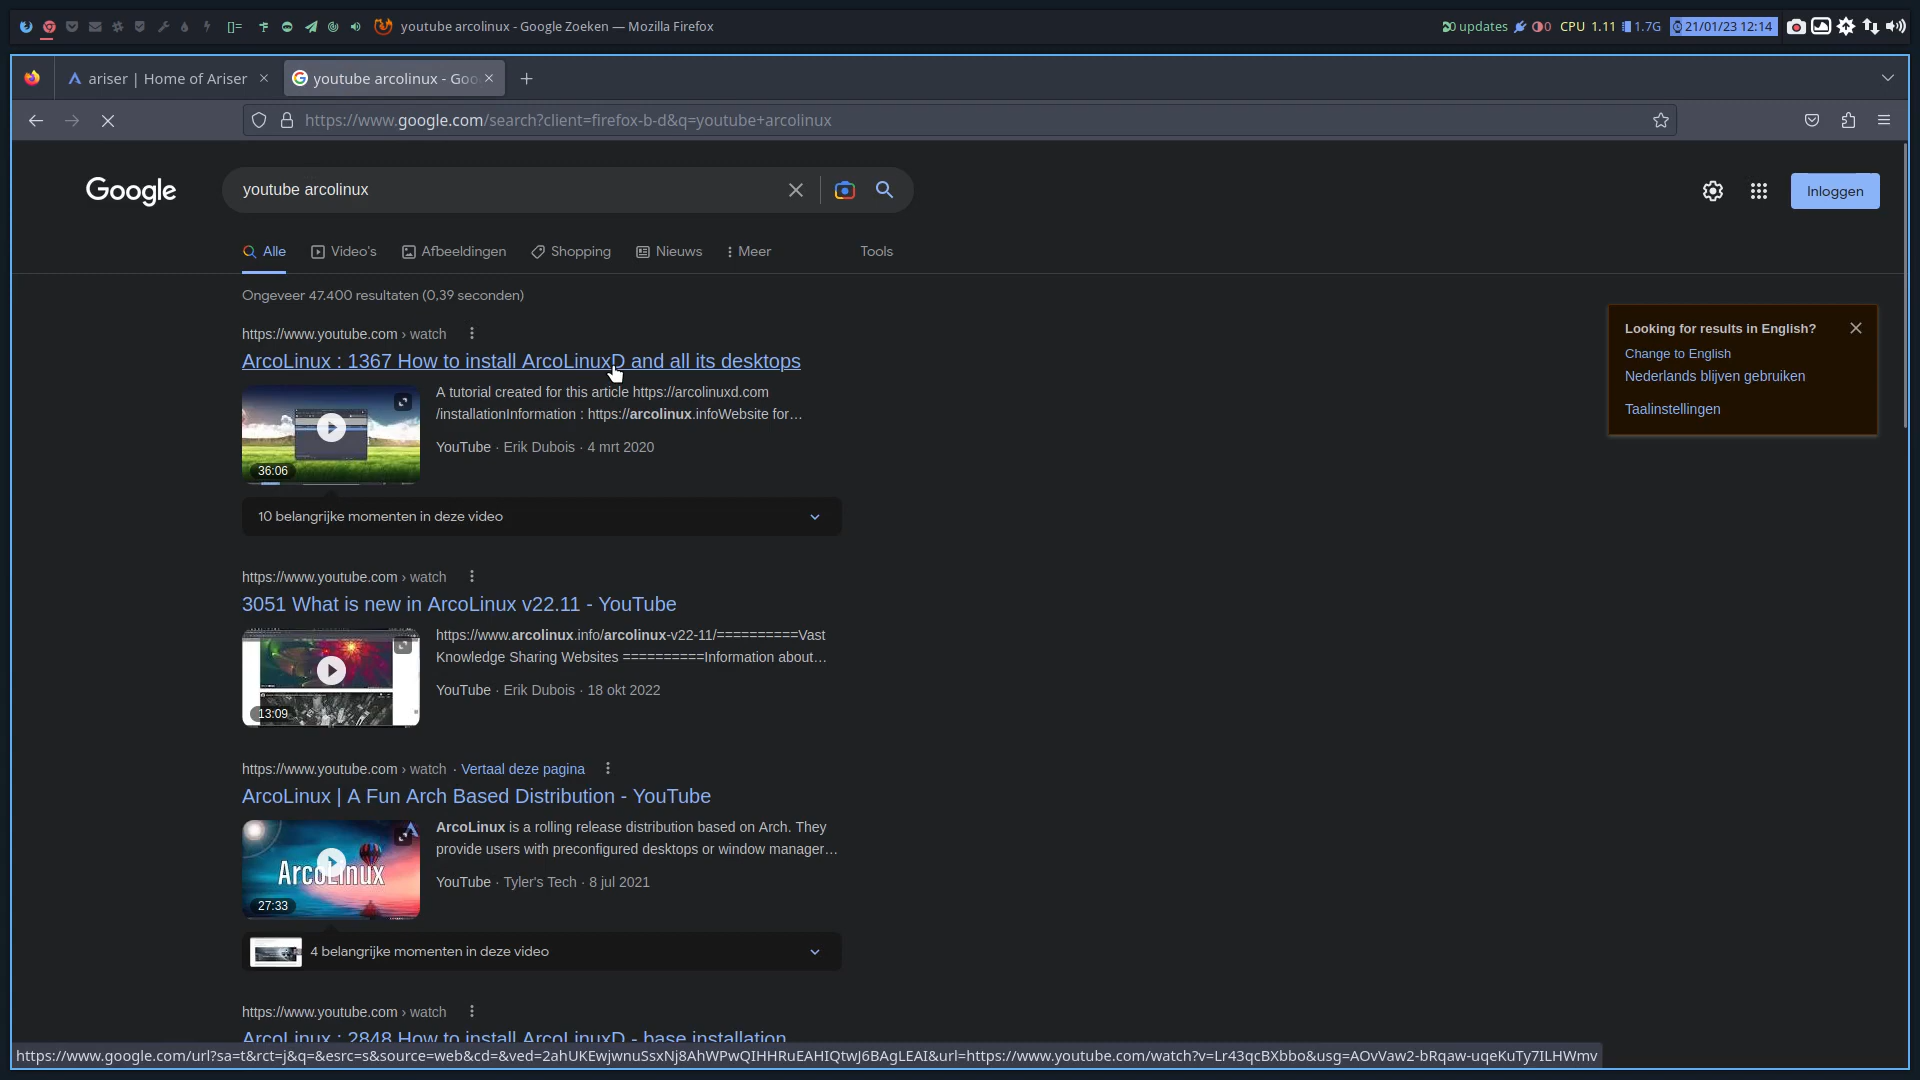 []=
youtube arcolinux - Google Zoeken — Mozilla Firefox
0 updates
0
CPU 1.11
1.7G
21/01/23 12:14
ariser | Home of Ariser
youtube arcolinux - Goo
https://www.google.com/search?client=firefox-b-d&q=youtube+arcolinux
Google
youtube arcolinux
Inloggen
Alle
Video's
Afbeeldingen
Shopping
Nieuws
Meer
Tools
Ongeveer 47.400 resultaten (0,39 seconden)
https://www.youtube.com › watch
ArcoLinux : 1367 How to install ArcoLinuxD and all its desktops
A tutorial created for this article https://arcolinuxd.com
/installationInformation : https://arcolinux.infoWebsite for...
YouTube · Erik Dubois · 4 mrt 2020
36:06
10 belangrijke momenten in deze video
https://www.youtube.com › watch
3051 What is new in ArcoLinux v22.11 - YouTube
https://www.arcolinux.info/arcolinux-v22-11/==========Vast
Knowledge Sharing Websites ==========Information about...
YouTube · Erik Dubois · 18 okt 2022
13:09
https://www.youtube.com › watch · Vertaal deze pagina
ArcoLinux | A Fun Arch Based Distribution - YouTube
ArcoLinux is a rolling release distribution based on Arch. They
provide users with preconfigured desktops or window manager...
YouTube · Tyler's Tech · 8 jul 2021
ArcoLinux
27:33
4 belangrijke momenten in deze video
https://www.youtube.com › watch
ArcoLinux : 2848 How to install ArcoLinuxD - base installation
Looking for results in English?
Change to English
Nederlands blijven gebruiken
Taalinstellingen
https://www.google.com/url?sa=t&rct=j&q=&esrc=s&source=web&cd=&ved=2ahUKEwjwnuSsxNj8AhWPwQIHHRuEAHIQtwJ6BAgLEAI&url=https://www.youtube.com/watch?v=Lr43qcBXbbo&usg=AOvVaw2-bRqaw-uqeKuTy7ILHWmv